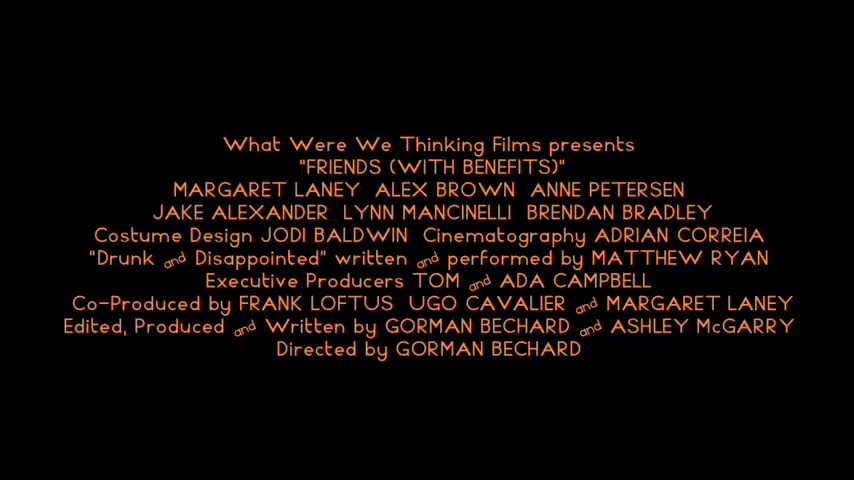 What Were We Thinking Films presents
"FRIENDS (WITH BENEFITS)"
MARGARET LANEY ALEX BROWN ANNE PETERSEN
JAKE ALEXANDER LYNN MANCINELLI BRENDAN BRADLEY
Costume Design JODI BALDWIN Cinematography ADRIAN CORREIA
"Drunk and Disappointed" written and performed by MATTHEW RYAN
Executive Producers TOM and ADA CAMPBELL
Co-Produced by FRANK LOFTUS UGO CAVALIER and MARGARET LANEY
Edited, Produced and Written by GORMAN BECHARD and ASHLEY McGARRY
Directed by GORMAN BECHARD